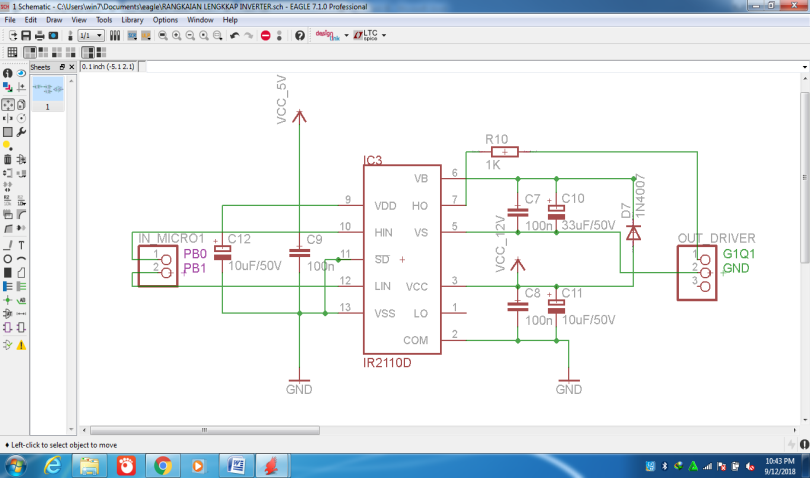 1 Schematic - C:\Users\win7\Documents\eagle\RANGKAIAN LENGKKAP INVERTER.sch - EAGLE 7.1.0 Professional
File Edit Draw View Tools Library Options Window Help
1/1
design link
LTC spice
Sheets
0.1 inch (-5.1 2.1)
1
VCC_5V
IC3
R10
1K
VB 6
9 VDD
HO 7
C7
C10
100n
33uF/50V
D7
1N4007
10 HIN
VS 5
IN_MICRO1
C12
C9
VCC_12V
OUT_DRIVER
1
PB0
2
PB1
10uF/50V
100n
11 SD
1
G1Q1
2
GND
3
12 LIN
VCC 3
C8
C11
100n
10uF/50V
13 VSS
LO 1
COM 2
IR2110D
GND
GND
Left-click to select object to move
10:43 PM
9/12/2018